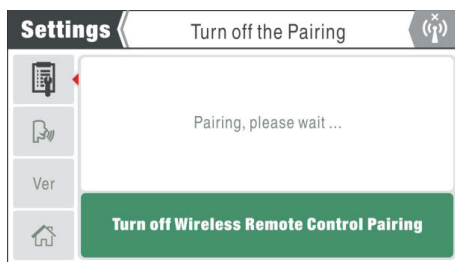 Settings
Turn off the Pairing
Pairing, please wait ...
Ver
Turn off Wireless Remote Control Pairing